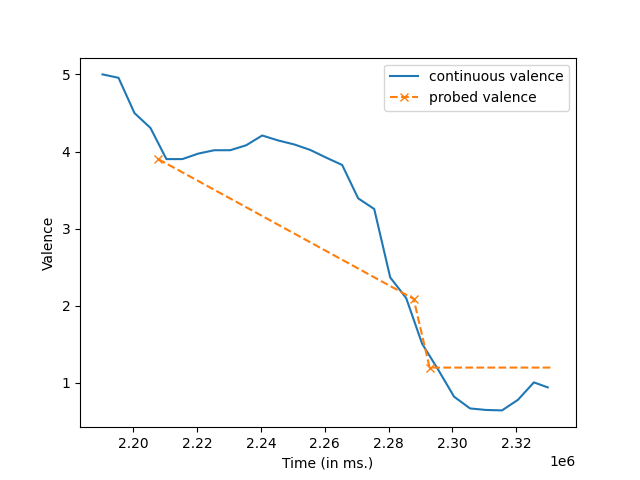 continuous valence
probed valence
Valence
5
4
3
2
1
2.20 2.22 2.24 2.26 2.28 2.30 2.32
1e6
Time (in ms.)